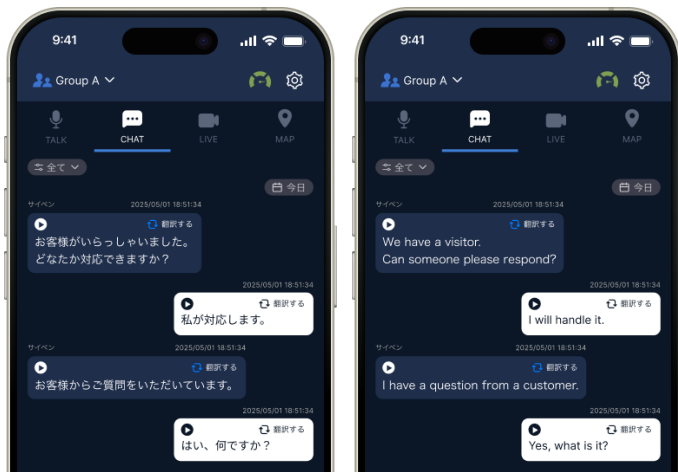 9:41
Group A
TALK
CHAT
LIVE
MAP
全て
今日
サイベン
2025/05/01 18:51:34
翻訳する
お客様がいらっしゃいました。
どなたか対応できますか？
2025/05/01 18:51:34
翻訳する
私が対応します。
サイベン
2025/05/01 18:51:34
翻訳する
お客様からご質問をいただいています。
2025/05/01 18:51:34
翻訳する
はい、何ですか？
9:41
Group A
TALK
CHAT
LIVE
MAP
全て
今日
サイベン
2025/05/01 18:51:34
翻訳する
We have a visitor.
Can someone please respond?
2025/05/01 18:51:34
翻訳する
I will handle it.
サイベン
2025/05/01 18:51:34
翻訳する
I have a question from a customer.
2025/05/01 18:51:34
翻訳する
Yes, what is it?